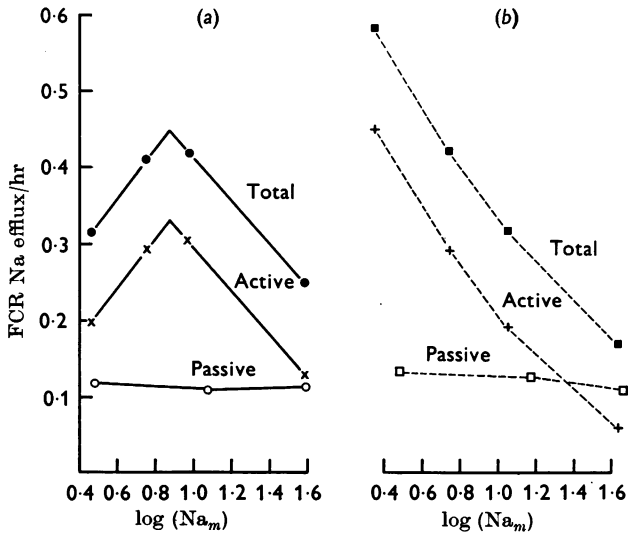 (a)
(b)
FCR Na efflux/hr
0·6
0·5
0·4
0·3
0·2
0·1
Total
Active
Passive
0·4 0·6 0·8 1·0 1·2 1·4 1·6
log (Naₘ)
Total
Active
Passive
0·4 0·6 0·8 1·0 1·2 1·4 1·6
log (Naₘ)